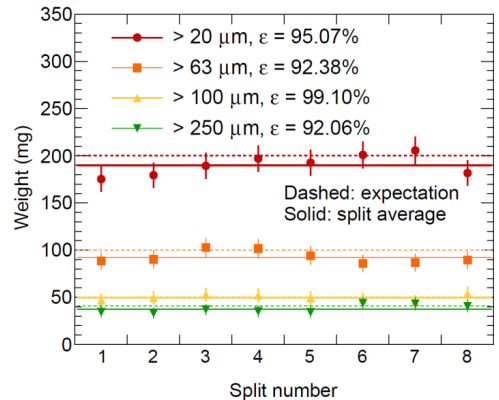 350
300
250
200
150
100
50
0
Weight (mg)
> 20 μm, ε = 95.07%
> 63 μm, ε = 92.38%
> 100 μm, ε = 99.10%
> 250 μm, ε = 92.06%
Dashed: expectation
Solid: split average
1 2 3 4 5 6 7 8
Split number